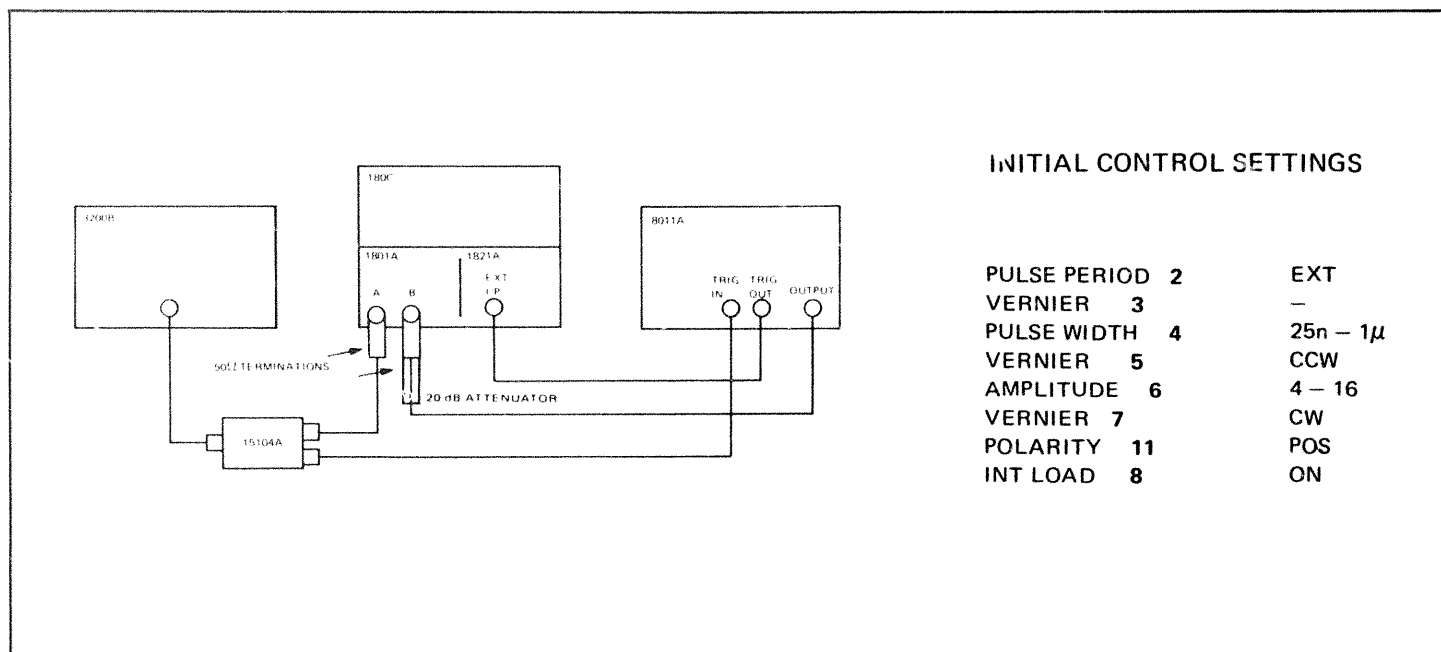 INITIAL CONTROL SETTINGS
180C
3200B
8011A
1801A
1821A
EXT
I/P
A
B
TRIG IN
TRIG OUT
OUTPUT
50Ω TERMINATIONS
20 dB ATTENUATOR
15104A
PULSE PERIOD 2 EXT
VERNIER 3 –
PULSE WIDTH 4 25n – 1µ
VERNIER 5 CCW
AMPLITUDE 6 4 – 16
VERNIER 7 CW
POLARITY 11 POS
INT LOAD 8 ON